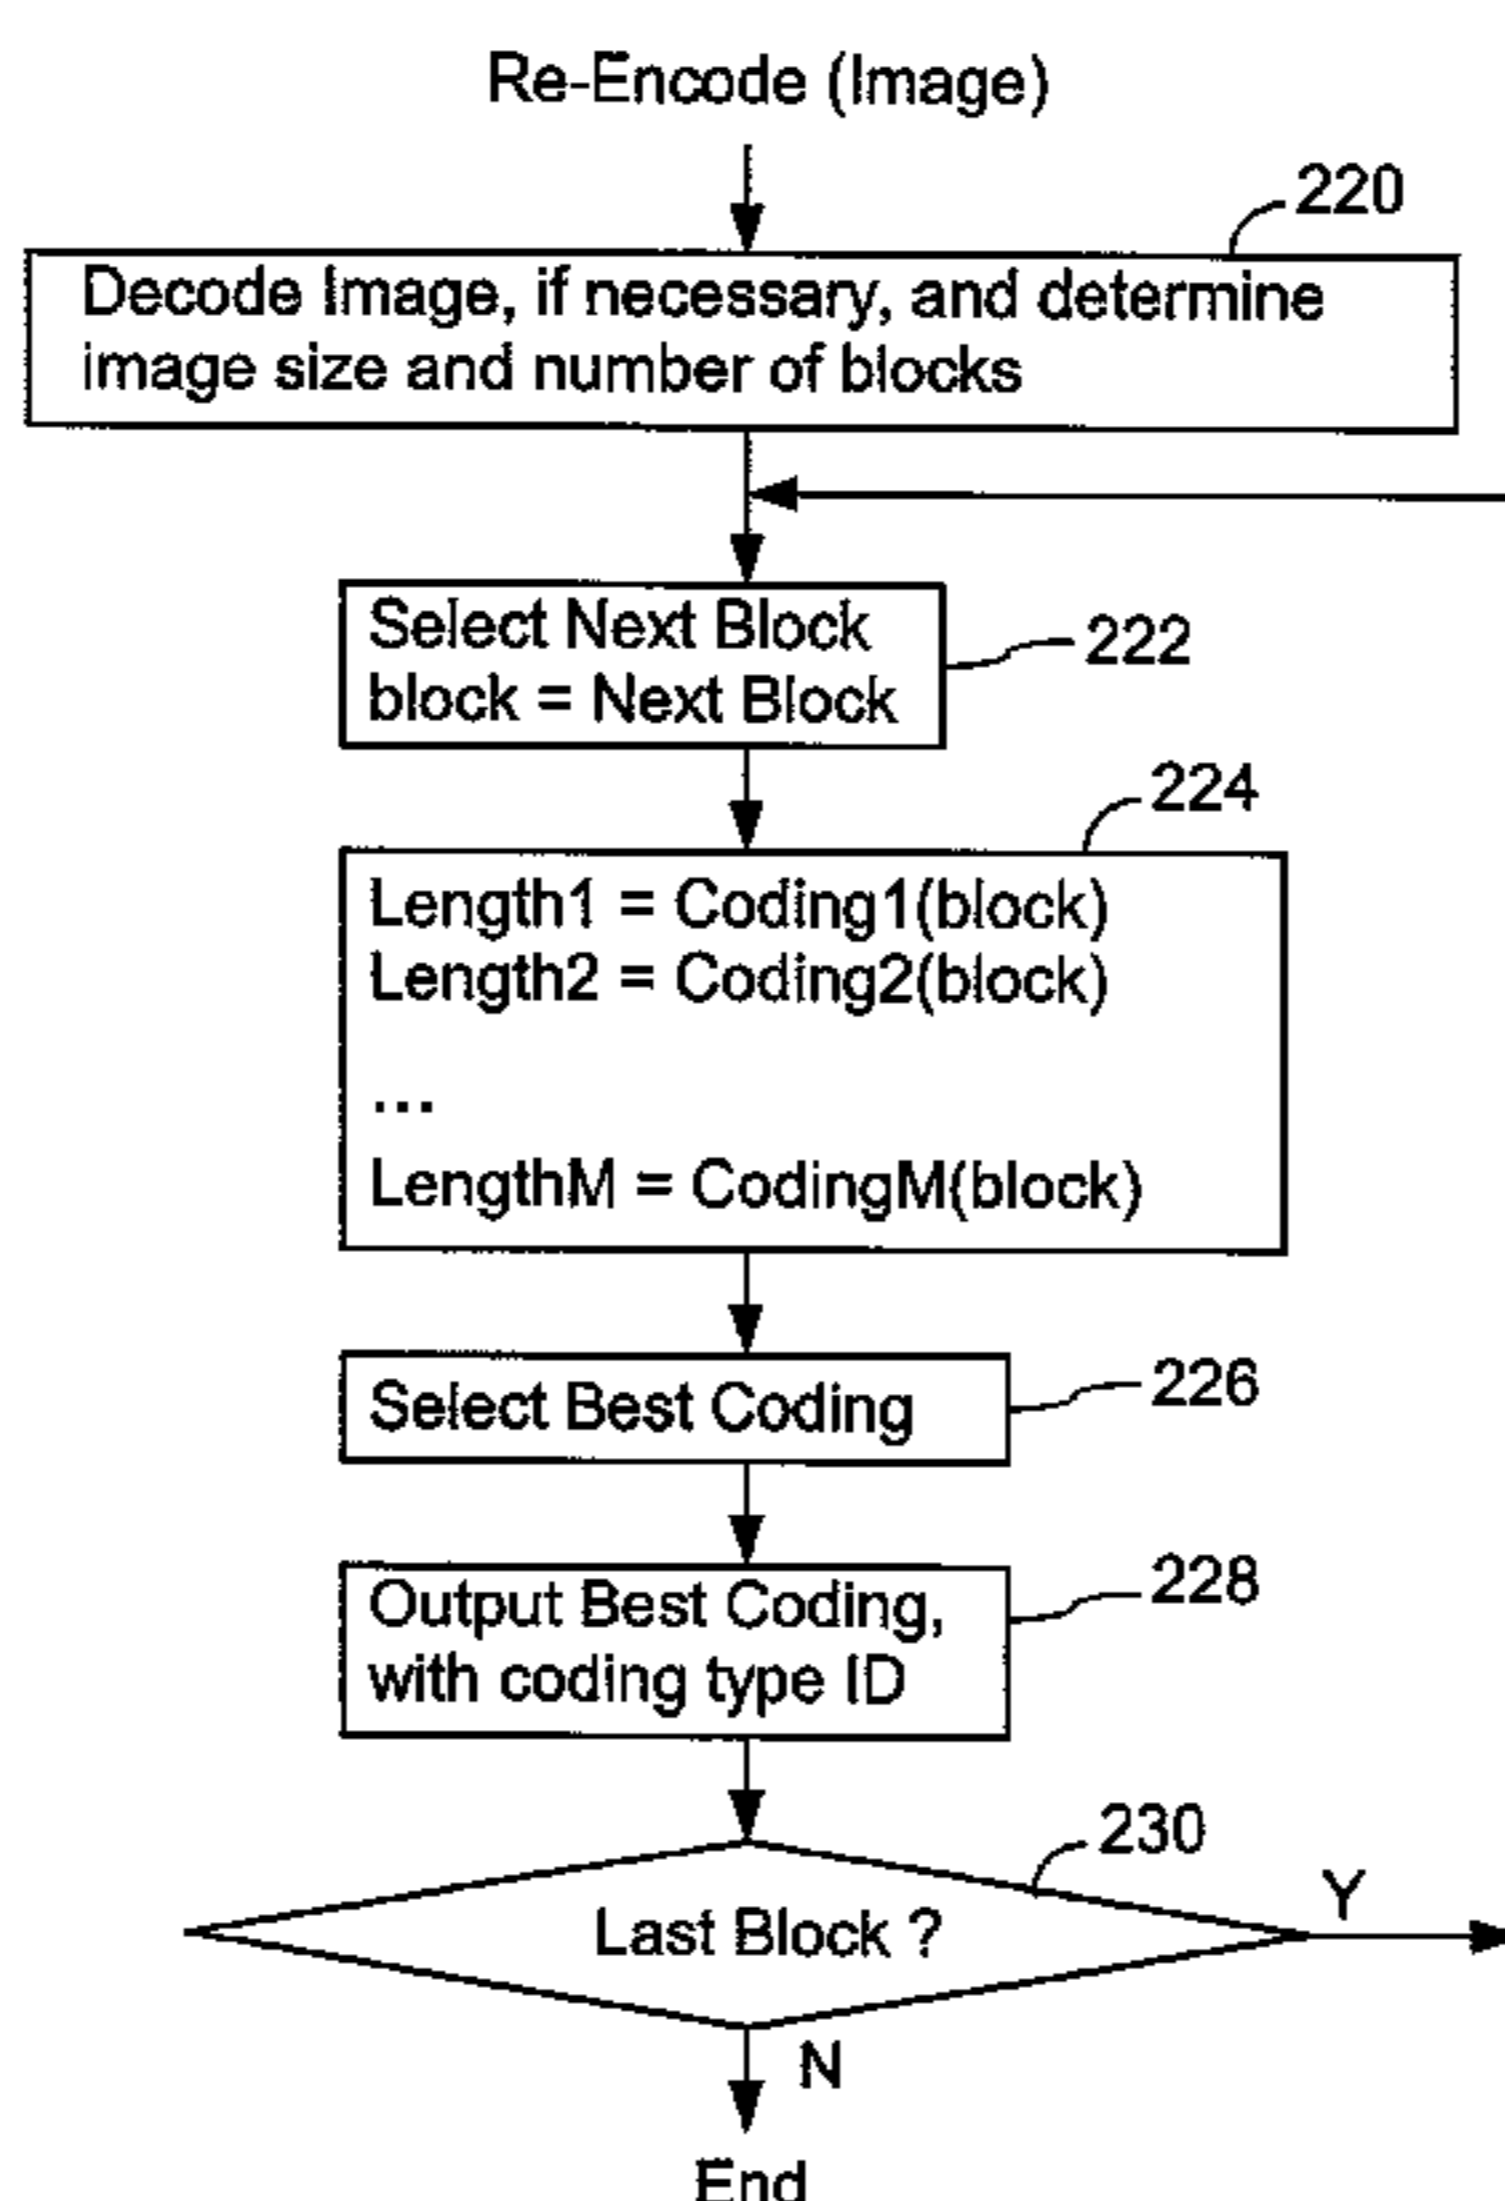 Re-Encode (Image)
220
Decode Image, if necessary, and determine
image size and number of blocks
Select Next Block
block = Next Block
222
224
Length1 = Coding1(block)
Length2 = Coding2(block)
...
LengthM = CodingM(block)
Select Best Coding
226
Output Best Coding,
with coding type ID
228
230
Last Block ?
Y
N
End